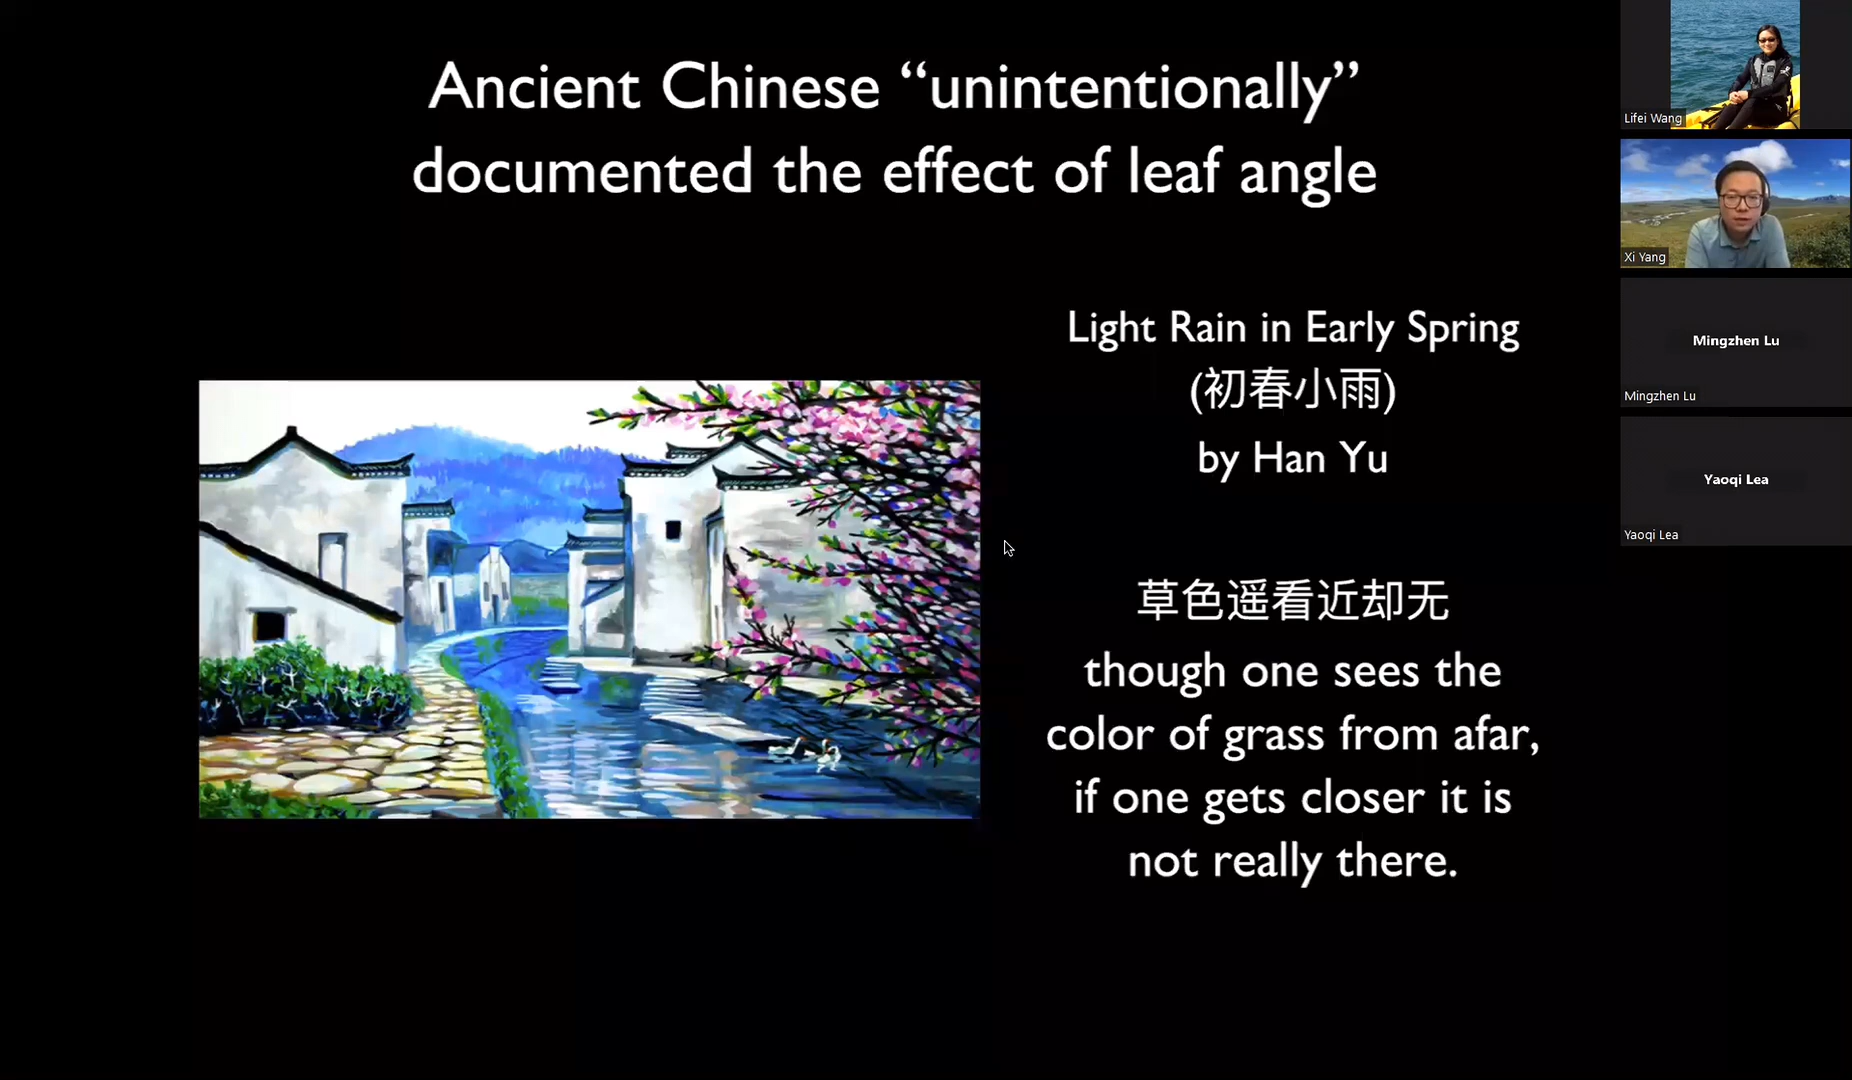 Ancient Chinese “unintentionally”
documented the effect of leaf angle
Light Rain in Early Spring
(初春小雨)
by Han Yu
草色遥看近却无
though one sees the
color of grass from afar,
if one gets closer it is
not really there.
Lifei Wang
Xi Yang
Mingzhen Lu
Mingzhen Lu
Yaoqi Lea
Yaoqi Lea